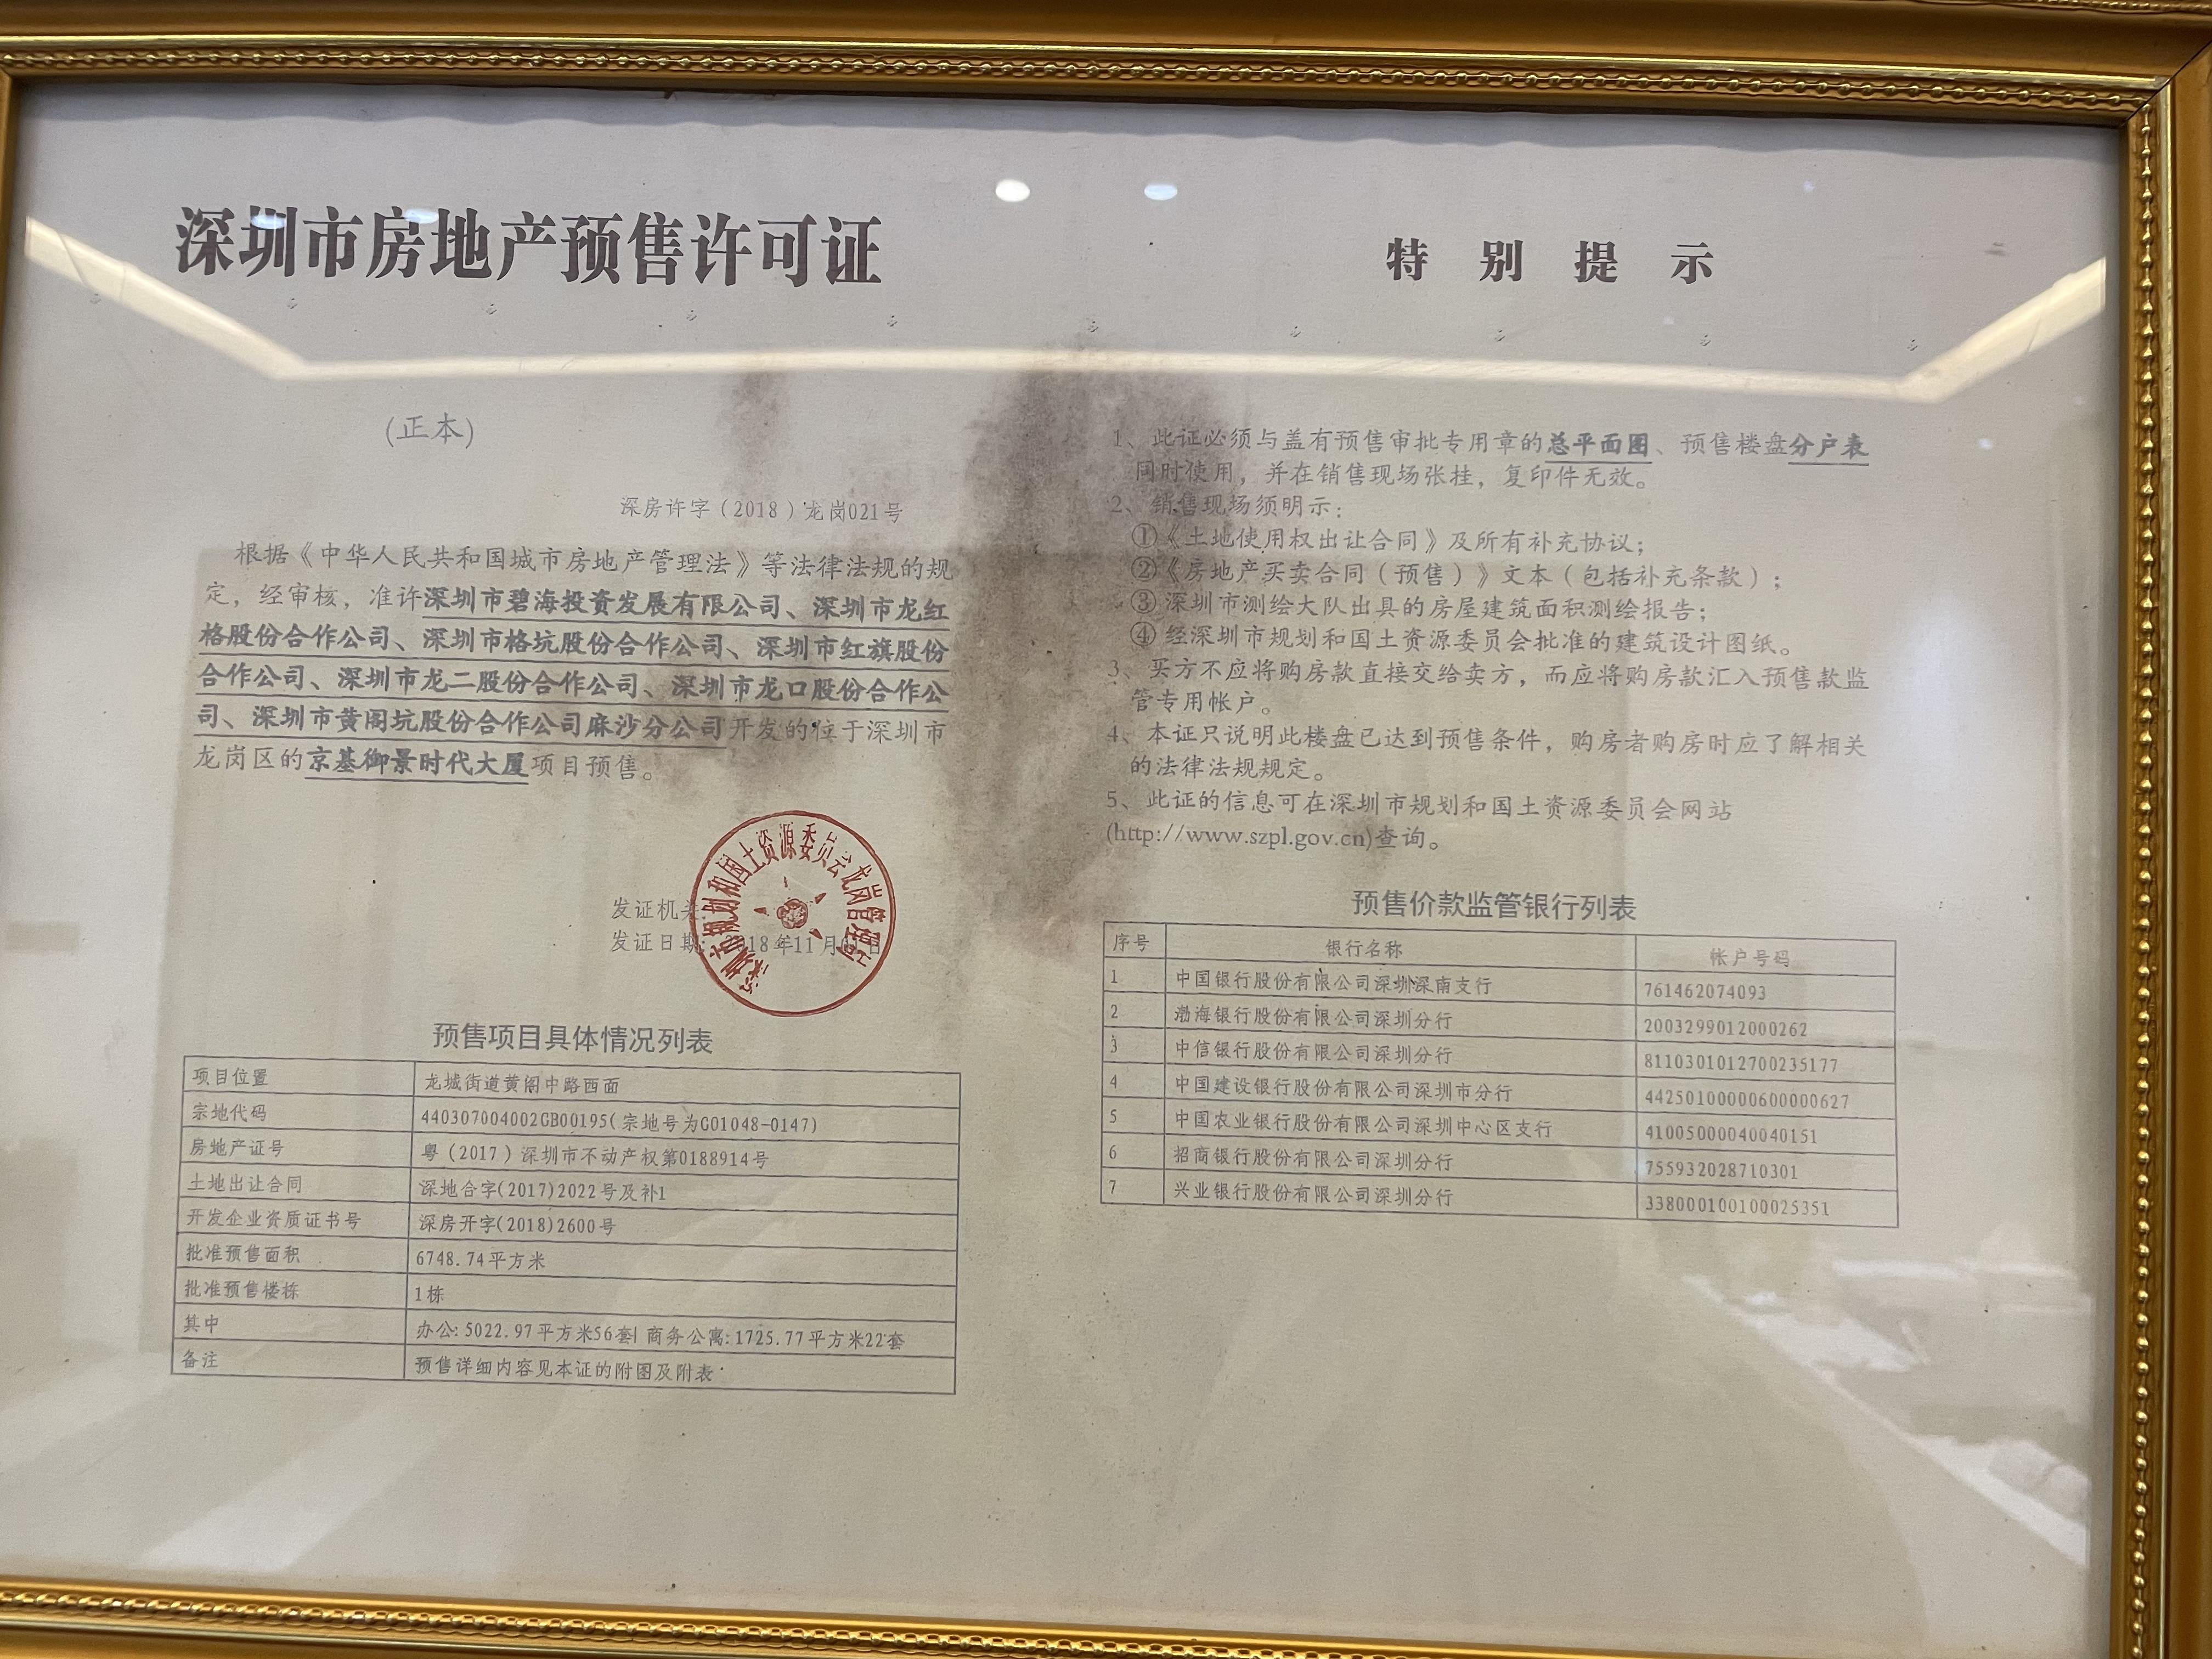 深圳市房地产预售许可证
(正本)
深房许字（2018）龙岗021号
根据《中华人民共和国城市房地产管理法》等法律法规的规
定，经审核，准许深圳市碧海投资发展有限公司、深圳市龙红
格股份合作公司、深圳市格坑股份合作公司、深圳市红旗股份
合作公司、深圳市龙二股份合作公司、深圳市龙口股份合作公
司、深圳市黄阁坑股份合作公司麻沙分公司开发的位于深圳市
龙岗区的京基御景时代大厦项目预售。
发证机关:
发证日期: 2018年11月
深圳市规划和国土资源委员会龙岗管理局
预售项目具体情况列表
项目位置 龙城街道黄阁中路西面
宗地代码 440307004002GB00195(宗地号为G01048-0147)
房地产证号 粤（2017）深圳市不动产权第0188914号
土地出让合同 深地合字(2017)2022号及补1
开发企业资质证书号 深房开字(2018)2600号
批准预售面积 6748.74平方米
批准预售楼栋 1栋
其中 办公:5022.97平方米56套| 商务公寓:1725.77平方米22套
备注 预售详细内容见本证的附图及附表
特别提示
1、此证必须与盖有预售审批专用章的总平面图、预售楼盘分户表
同时使用，并在销售现场张挂，复印件无效。
2、销售现场须明示：
①《土地使用权出让合同》及所有补充协议；
②《房地产买卖合同（预售）》文本（包括补充条款）；
③深圳市测绘大队出具的房屋建筑面积测绘报告；
④经深圳市规划和国土资源委员会批准的建筑设计图纸。
3、买方不应将购房款直接交给卖方，而应将购房款汇入预售款监
管专用帐户。
4、本证只说明此楼盘已达到预售条件，购房者购房时应了解相关
的法律法规规定。
5、此证的信息可在深圳市规划和国土资源委员会网站
(http://www.szpl.gov.cn)查询。
预售价款监管银行列表
序号 银行名称 帐户号码
1 中国银行股份有限公司深圳深南支行 761462074093
2 渤海银行股份有限公司深圳分行 2003299012000262
3 中信银行股份有限公司深圳分行 8110301012700235177
4 中国建设银行股份有限公司深圳市分行 44250100000600000627
5 中国农业银行股份有限公司深圳中心区支行 41005000040040151
6 招商银行股份有限公司深圳分行 755932028710301
7 兴业银行股份有限公司深圳分行 338000100100025351